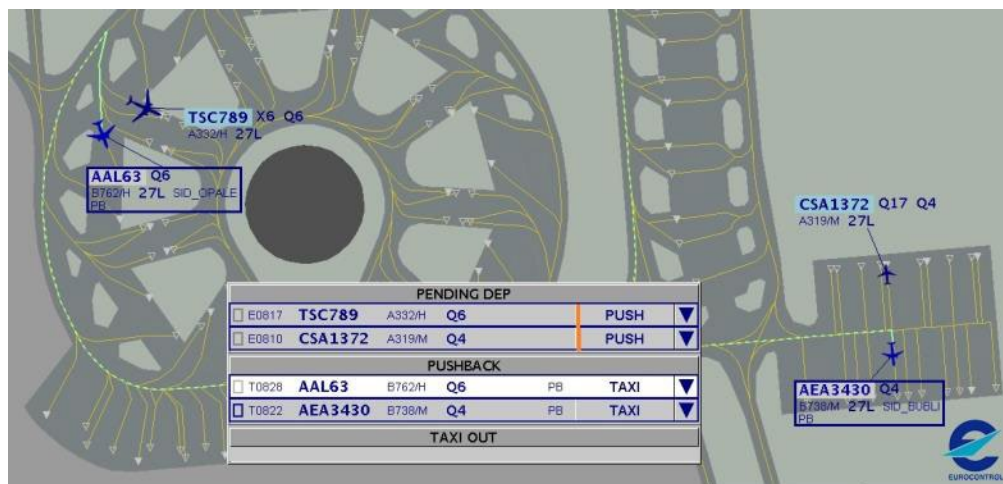 TSC789 X6 Q6
A332/H 27L
AAL63 Q6
B762/H 27L SID_OPALE
PB
CSA1372 Q17 Q4
A319/M 27L
PENDING DEP
E0817 TSC789 A332/H Q6 PUSH
E0810 CSA1372 A319/M Q4 PUSH
PUSHBACK
T0828 AAL63 B762/H Q6 PB TAXI
T0822 AEA3430 B738/M Q4 PB TAXI
TAXI OUT
AEA3430 Q4
B738/M 27L SID_BUBLI
PB
EUROCONTROL